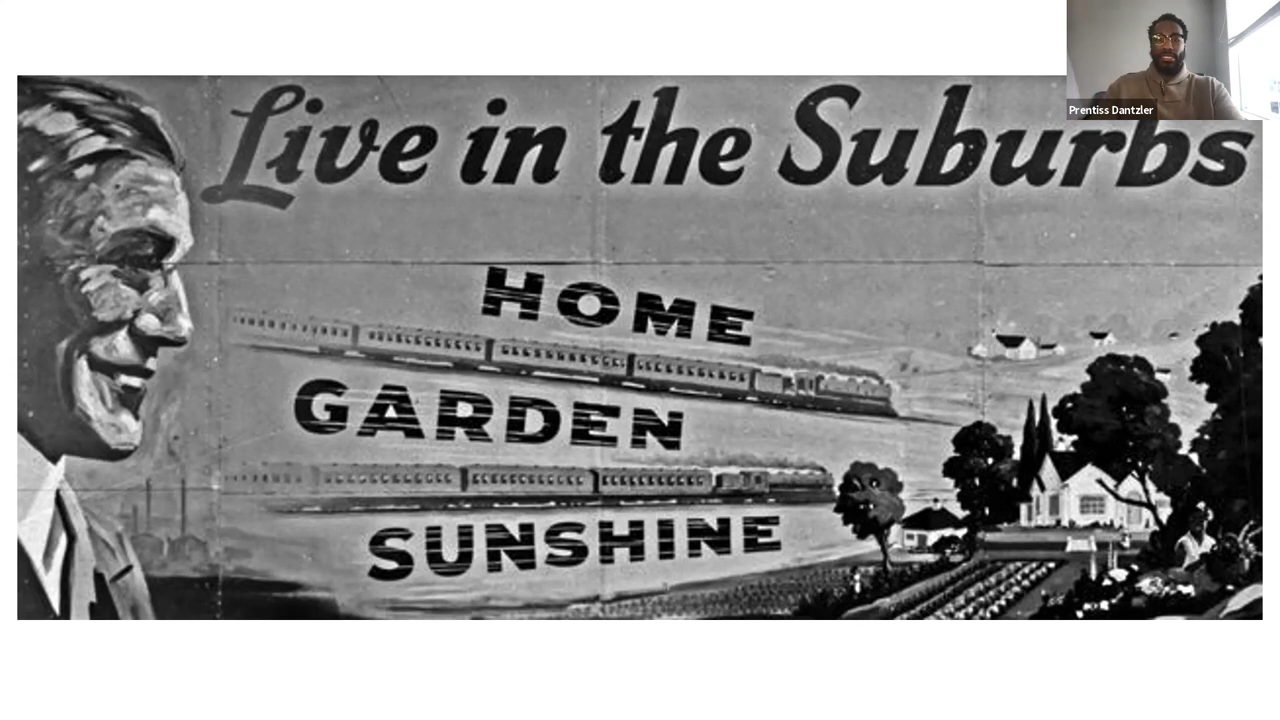 Prentiss Dantzler
Live in the Suburbs
HOME
GARDEN
SUNSHINE